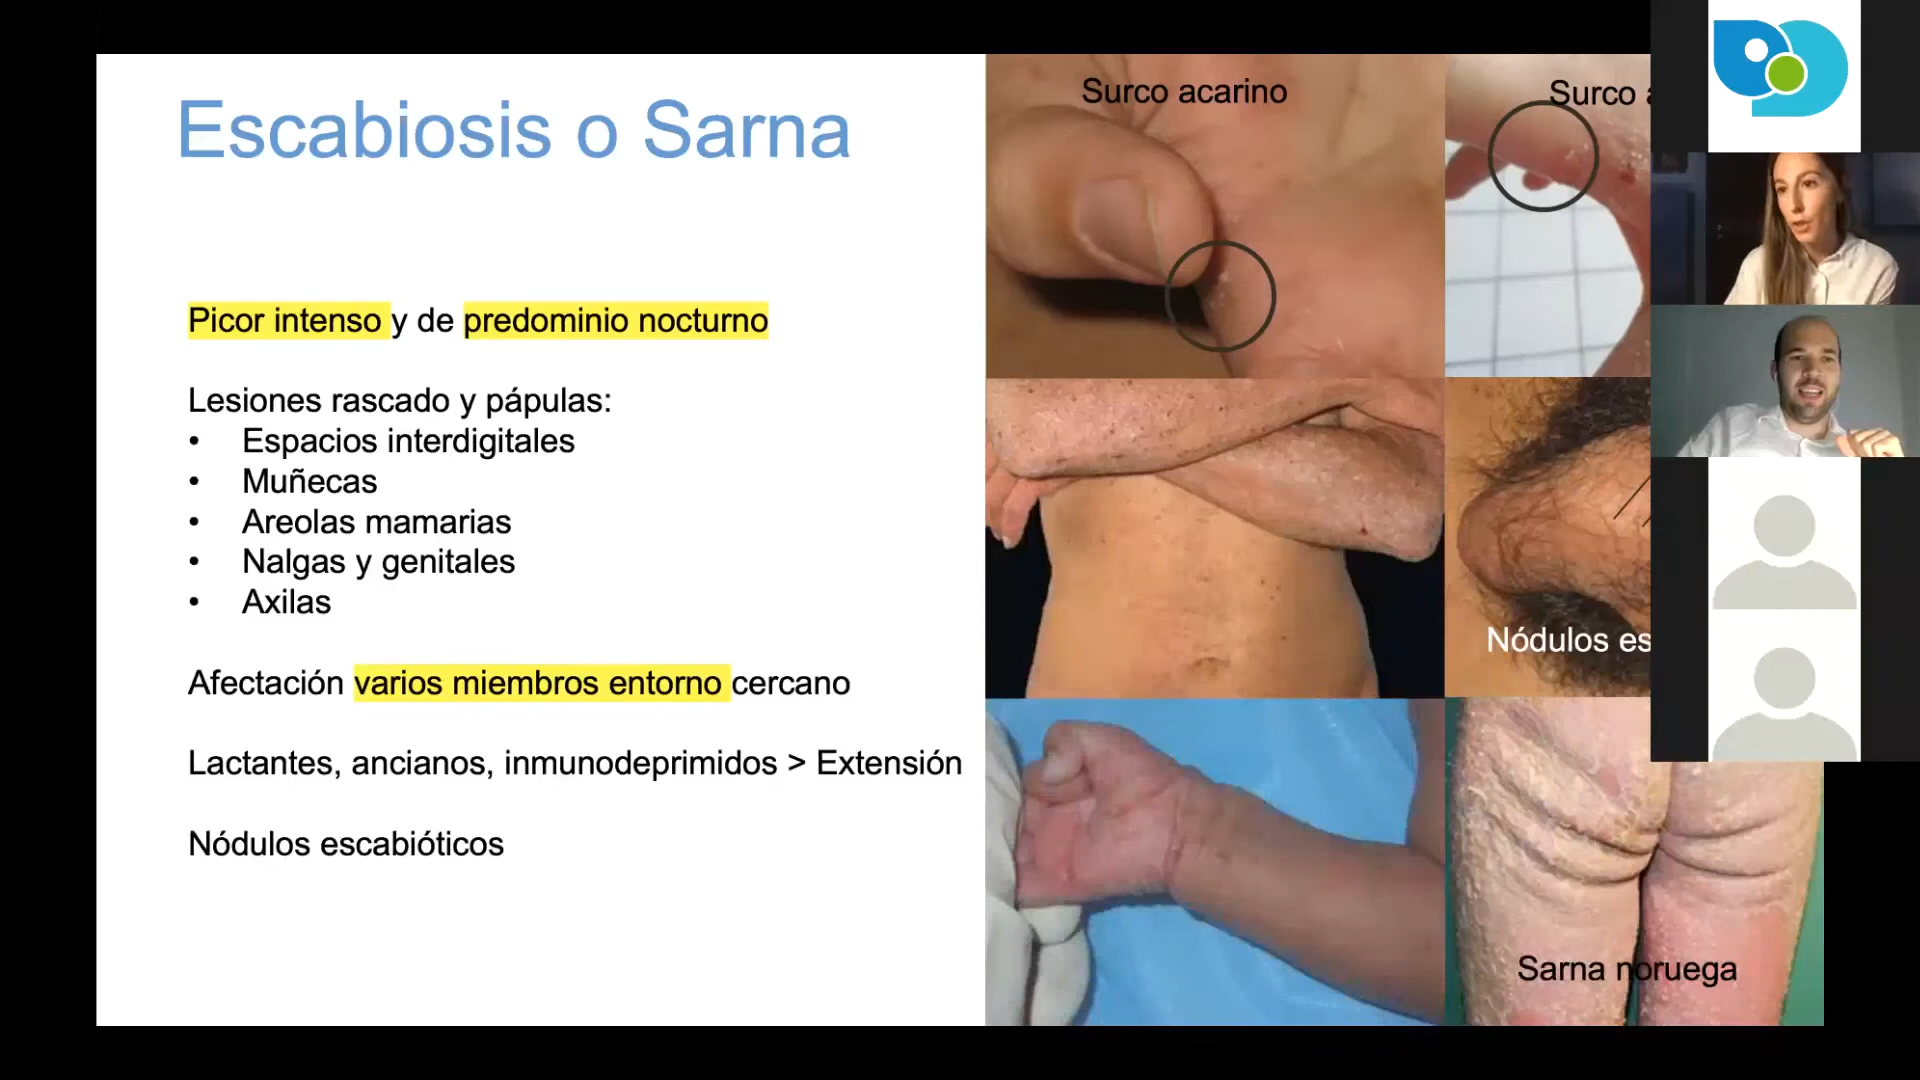 Escabiosis o Sarna
Picor intenso y de predominio nocturno
Lesiones rascado y pápulas:
• Espacios interdigitales
• Muñecas
• Areolas mamarias
• Nalgas y genitales
• Axilas
Afectación varios miembros entorno cercano
Lactantes, ancianos, inmunodeprimidos > Extensión
Nódulos escabióticos
Surco acarino
Surco
Nódulos
Sarna noruega